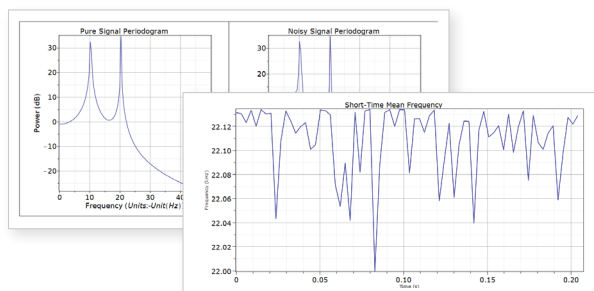 Pure Signal Periodogram
Noisy Signal Periodogram
30
20
10
0
-10
-20
Power (dB)
0 10 20 30 40
Frequency (Units:-Unit(Hz)
30
20
Short-Time Mean Frequency
22.12
22.10
22.08
22.06
22.04
22.02
22.00
Frequency (1/s)
0 0.05 0.10 0.15 0.20
Time (s)